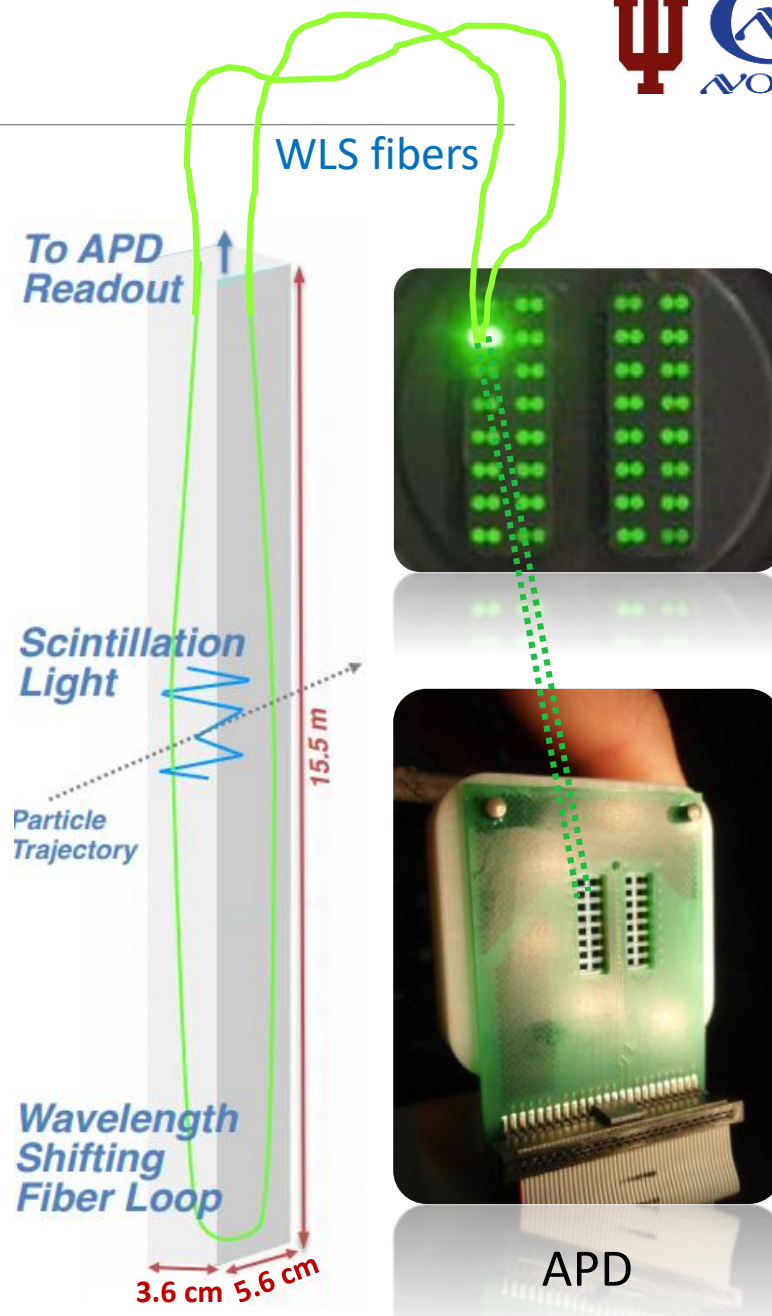 WLS fibers
To APD
Readout
Scintillation
Light
15.5 m
Particle
Trajectory
Wavelength
Shifting
Fiber Loop
3.6 cm 5.6 cm
APD